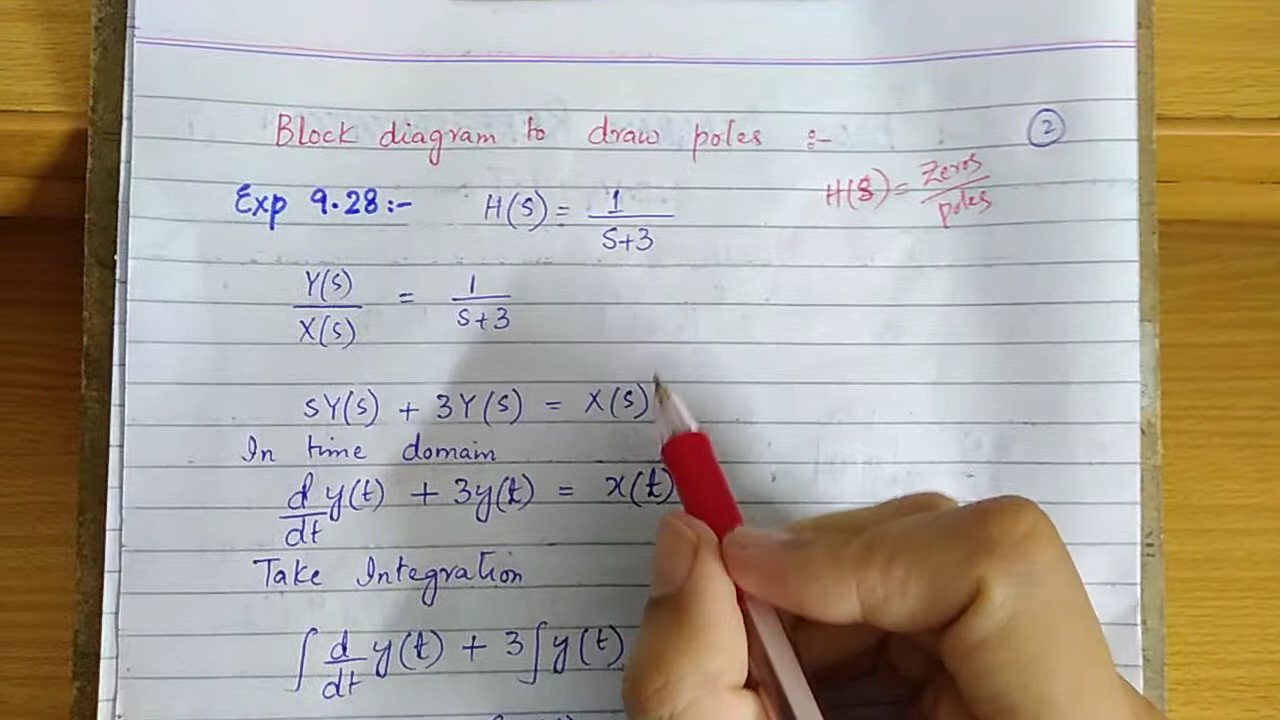 Block diagram to draw poles :-
②
H(s) = Zeros / poles
Exp 9.28:- H(s) = 1 / S+3
Y(s) / X(s) = 1 / S+3
sY(s) + 3Y(s) = X(s)
In time domain
d/dt y(t) + 3y(t) = x(t)
Take Integration
∫ d/dt y(t) + 3∫y(t)